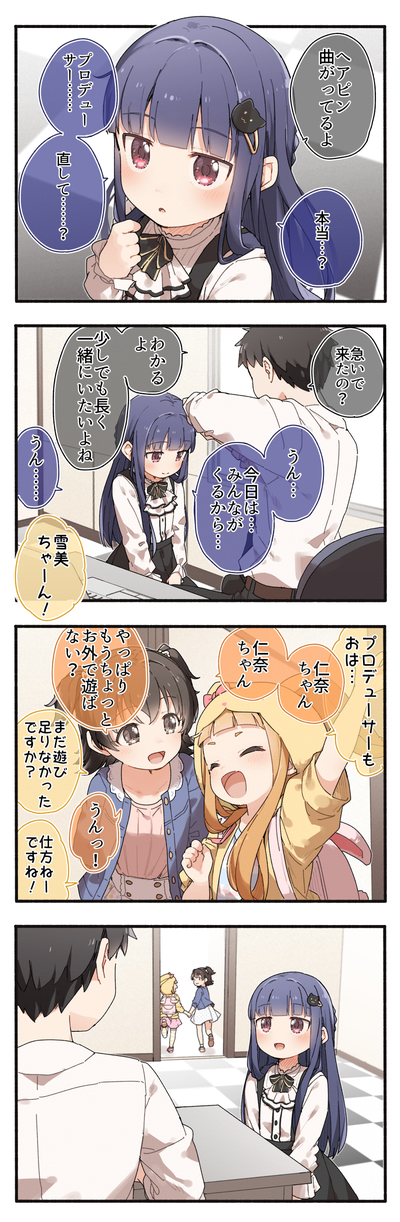 ヘアピン
曲がってるよ
プロデュー
サー……
本当…?
直して……?
急いで
来たの?
うん…
今日は…
みんなが
くるから…
わかる
よ
少しでも長く
一緒にいたいよね
うん……
雪美
ちゃーん!
プロデューサーも
おは…
仁奈
ちゃん
仁奈
ちゃん
やっぱり
もうちょっと
お外で遊ば
ない?
まだ遊び
足りなかった
ですか?
うんっ!
仕方ねー
ですね!